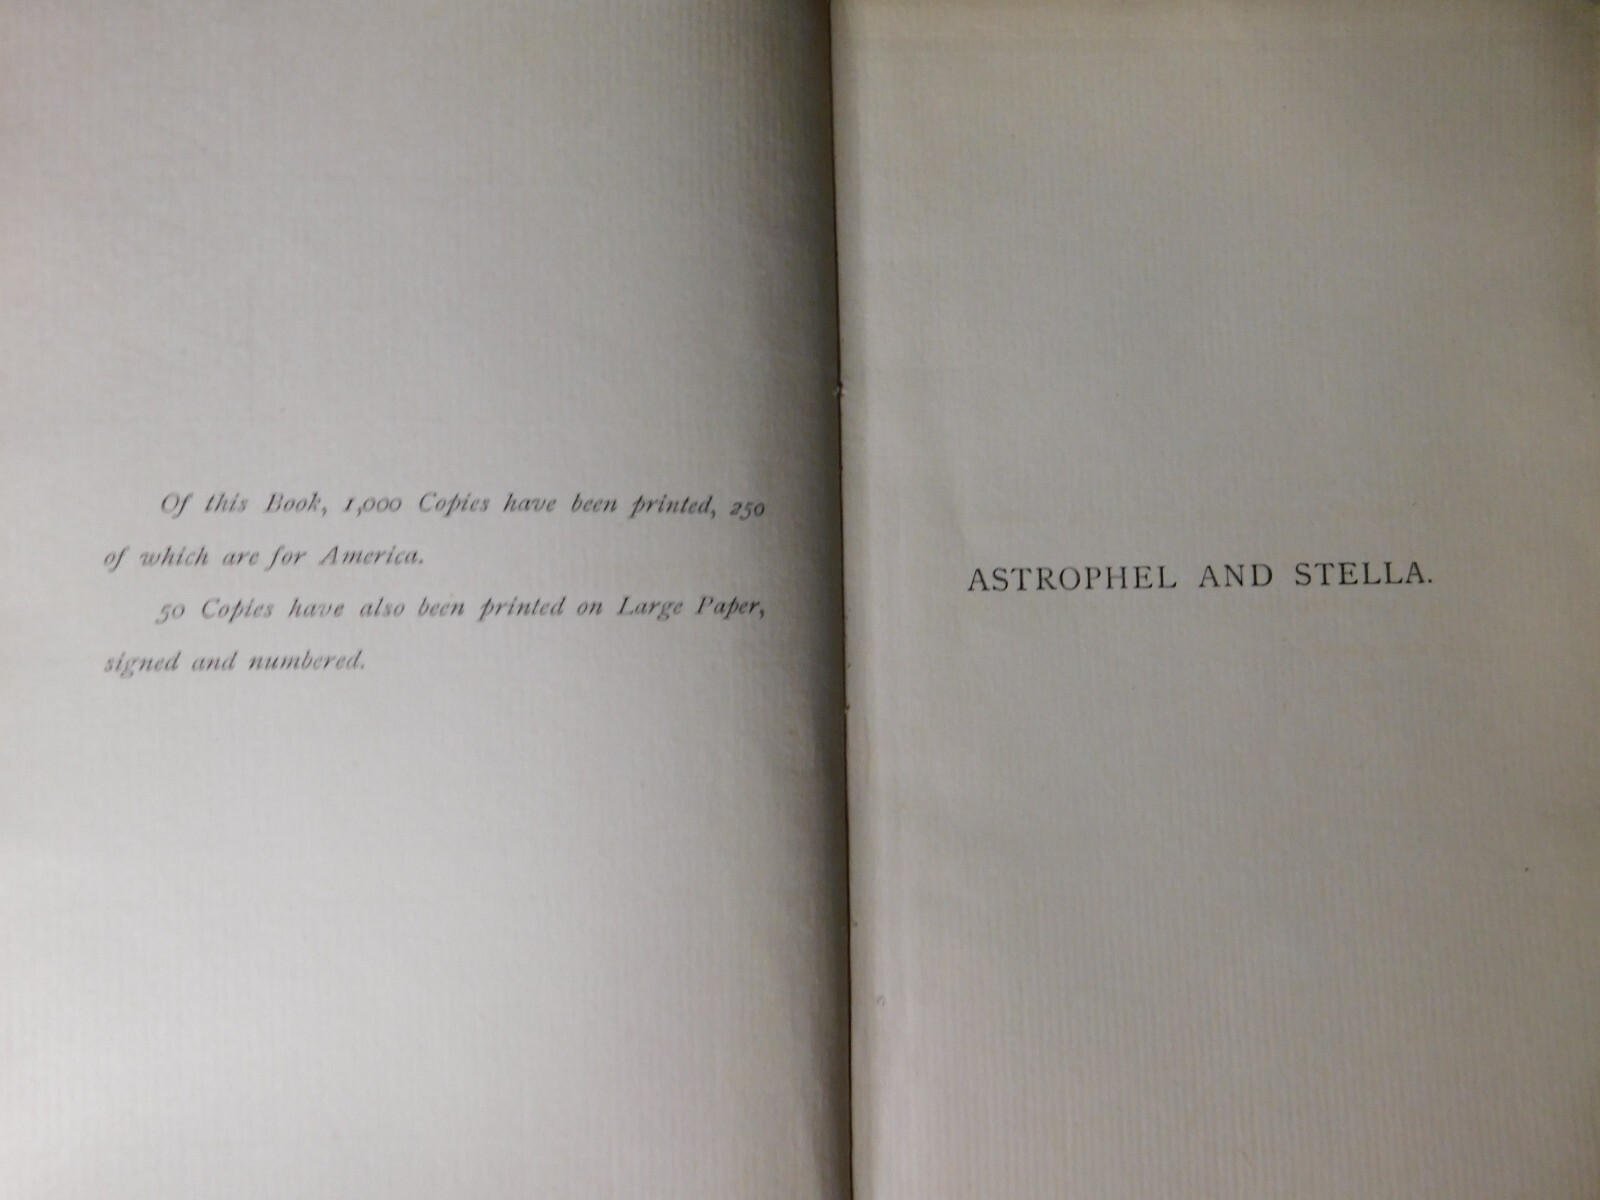 Of this Book, 1,000 Copies have been printed, 250
of which are for America.
50 Copies have also been printed on Large Paper,
signed and numbered.
ASTROPHEL AND STELLA.